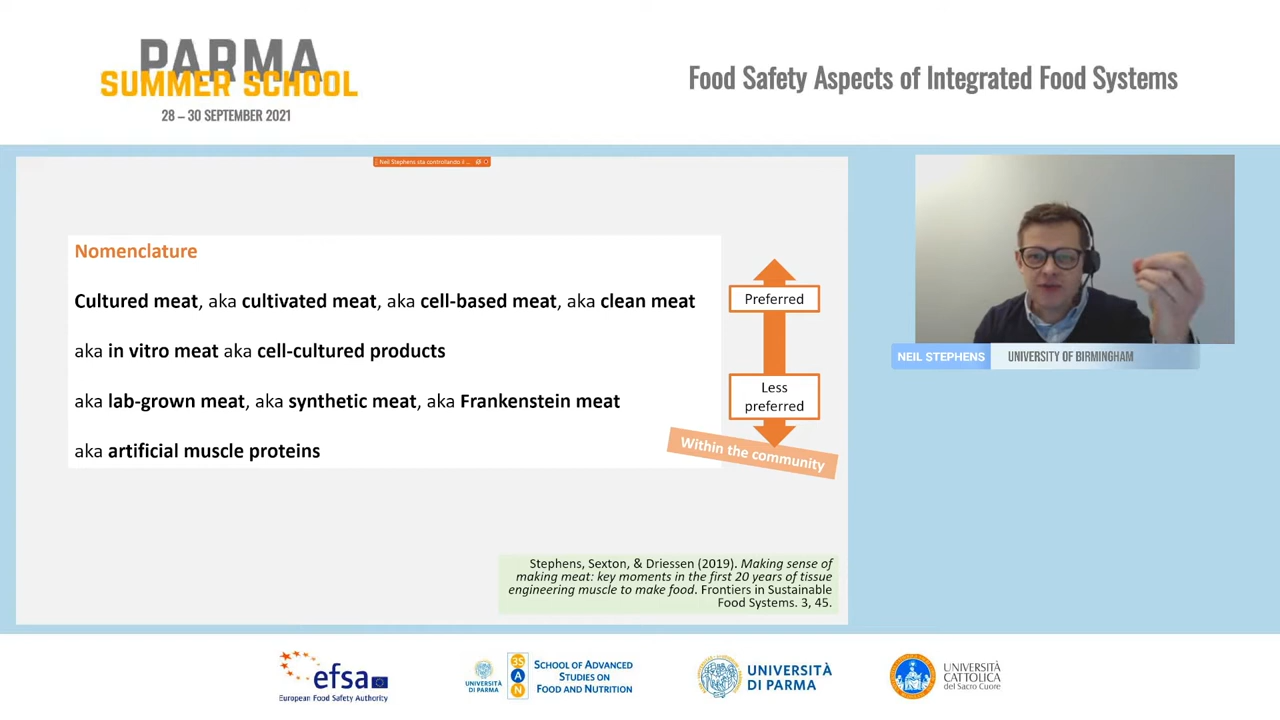 PARMA
SUMMER SCHOOL
28 – 30 SEPTEMBER 2021
Food Safety Aspects of Integrated Food Systems
Neil Stephens sta controllando il ...
Nomenclature
Cultured meat, aka cultivated meat, aka cell-based meat, aka clean meat
aka in vitro meat aka cell-cultured products
aka lab-grown meat, aka synthetic meat, aka Frankenstein meat
aka artificial muscle proteins
Preferred
Less
preferred
Within the community
Stephens, Sexton, & Driessen (2019). Making sense of
making meat: key moments in the first 20 years of tissue
engineering muscle to make food. Frontiers in Sustainable
Food Systems. 3, 45.
NEIL STEPHENS
UNIVERSITY OF BIRMINGHAM
efsa
European Food Safety Authority
UNIVERSITÀ
DI PARMA
3S
A
N
SCHOOL OF ADVANCED
STUDIES ON
FOOD AND NUTRITION
UNIVERSITÀ
DI PARMA
UNIVERSITÀ
CATTOLICA
del Sacro Cuore